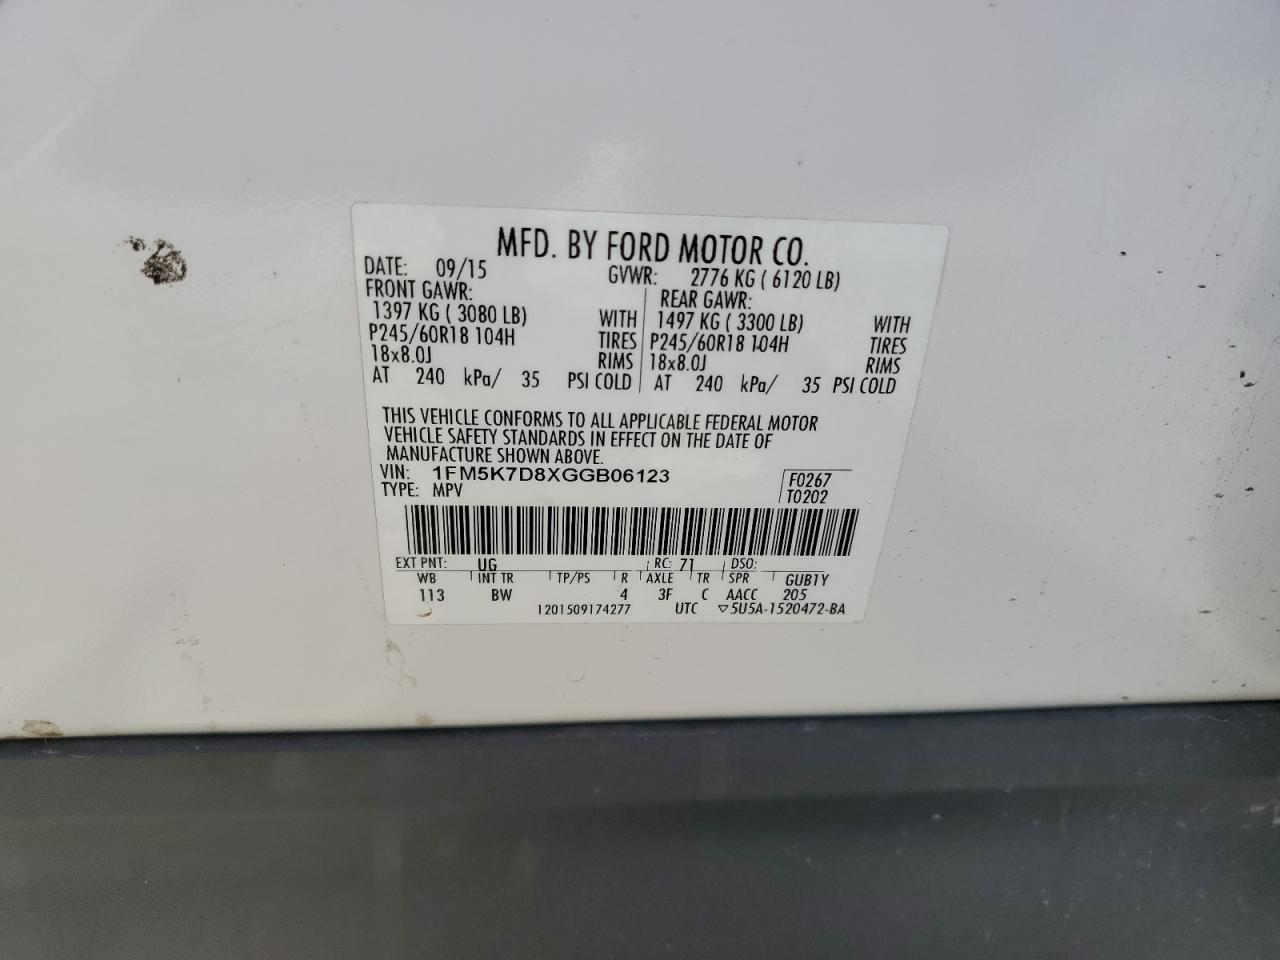 MFD. BY FORD MOTOR CO.
DATE: 09/15 GVWR: 2776 KG ( 6120 LB)
FRONT GAWR: REAR GAWR:
1397 KG ( 3080 LB) WITH 1497 KG ( 3300 LB) WITH
P245/60R18 104H TIRES P245/60R18 104H TIRES
18x8.0J RIMS 18x8.0J RIMS
AT 240 kPa/ 35 PSI COLD AT 240 kPa/ 35 PSI COLD
THIS VEHICLE CONFORMS TO ALL APPLICABLE FEDERAL MOTOR
VEHICLE SAFETY STANDARDS IN EFFECT ON THE DATE OF
MANUFACTURE SHOWN ABOVE.
VIN: 1FM5K7D8XGGB06123 F0267
TYPE: MPV T0202
EXT PNT: UG RC: 71 DSO:
WB INT TR TP/PS R AXLE TR SPR GUB1Y
113 BW 4 3F C AACC 205
1201509174277 UTC ▽5U5A-1520472-BA